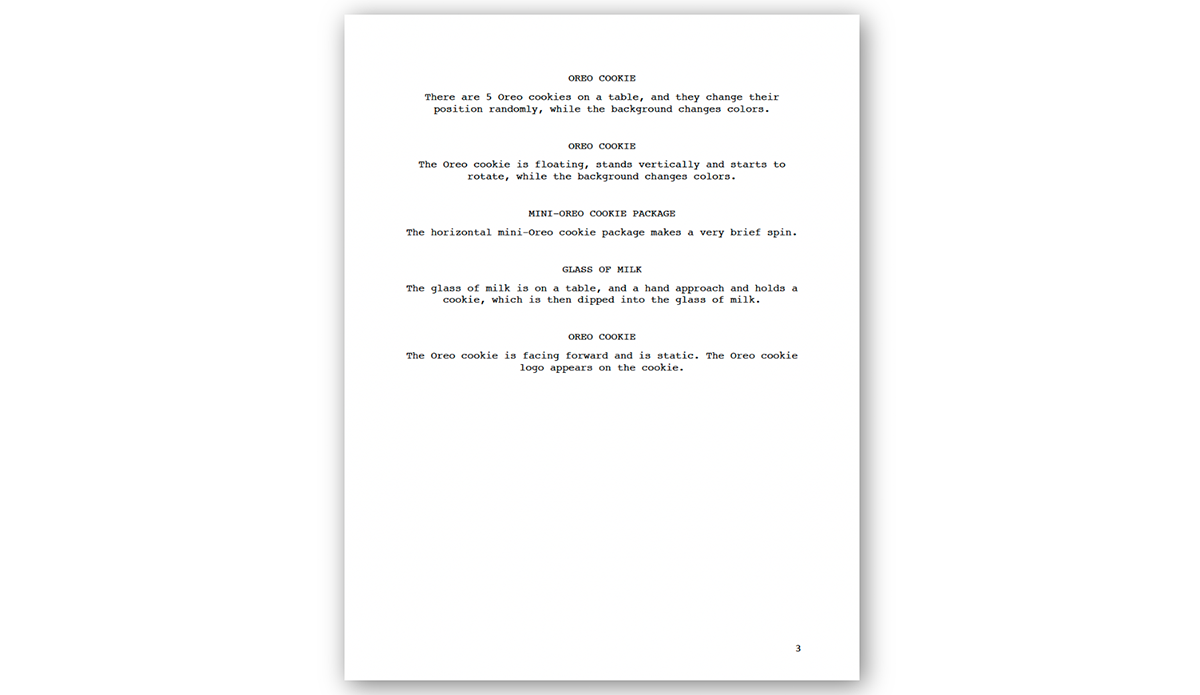 OREO COOKIE
There are 5 Oreo cookies on a table, and they change their
position randomly, while the background changes colors.
OREO COOKIE
The Oreo cookie is floating, stands vertically and starts to
rotate, while the background changes colors.
MINI-OREO COOKIE PACKAGE
The horizontal mini-Oreo cookie package makes a very brief spin.
GLASS OF MILK
The glass of milk is on a table, and a hand approach and holds a
cookie, which is then dipped into the glass of milk.
OREO COOKIE
The Oreo cookie is facing forward and is static. The Oreo cookie
logo appears on the cookie.
3